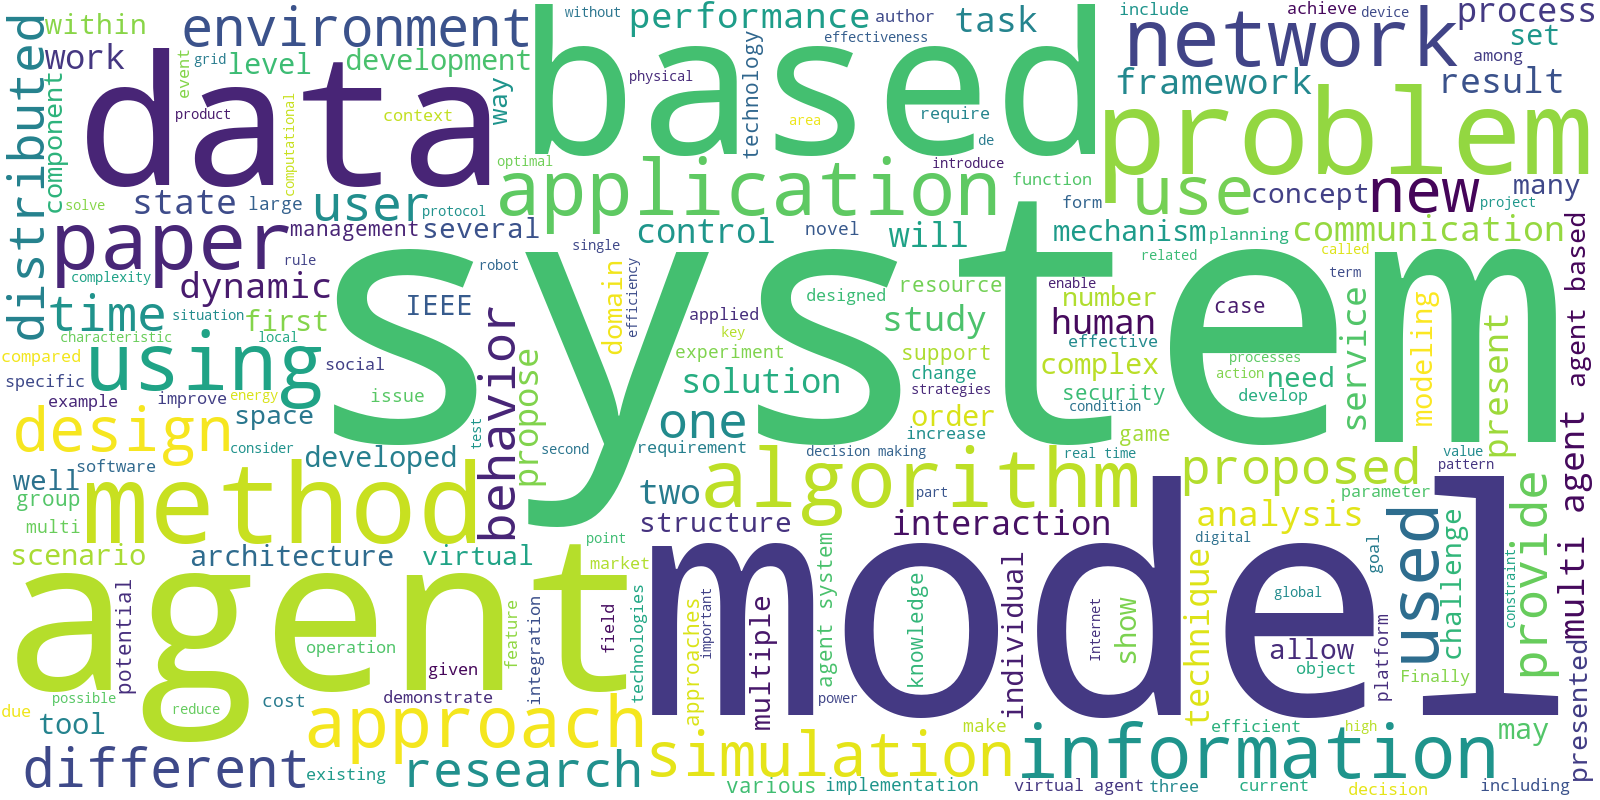 without
performance
author
task
include
achieve
device
process
distributed
within
environment
based
effectiveness
network
set
work
grid
level
development
technology
physical
framework
result
among
data
event
way
problem
component
product
computational
context
area
require
de
optimal
introduce
application
function
use
concept
new
many
solve
state
large
user
protocol
form
project
paper
management
several
control
novel
will
mechanism
planning
communication
related
called
agent based
rule
single
system
complexity
dynamic
robot
domain
efficiency
designed
resource
enable
number
term
case
time
situation
first
IEEE
behavior
applied
key
study
human
service
modeling
present
characteristic
local
using
propose
experiment
support
effective
complex
processes
compared
specific
social
solution
change
strategies
action
need
example
improve
energy
issue
security
develop
design
space
one
order
condition
consider
test
second
requirement
increase
game
well
software
developed
decision making
real time
proposed
value
pattern
group
method
two
algorithm
part
parameter
multi
structure
interaction
analysis
used
challenge
provide
multi agent
scenario
architecture
virtual
point
market
digital
goal
constraint
agent
model
potential
feature
integration
field
technologies
approaches
important
multiple
agent system
knowledge
individual
Internet
show
technique
allow
global
object
platform
operation
given
Finally
possible
reduce
cost
demonstrate
power
due
tool
approach
simulation
make
efficient
high
may
presented
different
existing
research
information
various
implementation
virtual agent
three
current
decision
including